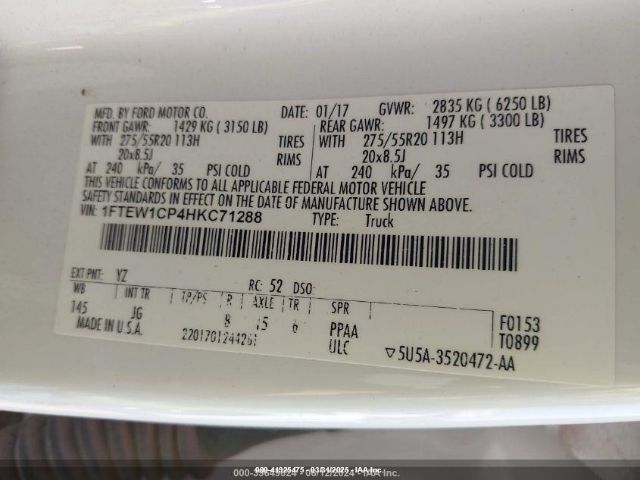 MFD. BY FORD MOTOR CO. DATE: 01/17 GVWR: 2835 KG ( 6250 LB)
FRONT GAWR: 1429 KG ( 3150 LB) REAR GAWR: 1497 KG ( 3300 LB)
WITH 275/55R20 113H TIRES WITH 275/55R20 113H TIRES
20x8.5J RIMS 20x8.5J RIMS
AT 240 kPa/ 35 PSI COLD AT 240 kPa/ 35 PSI COLD
THIS VEHICLE CONFORMS TO ALL APPLICABLE FEDERAL MOTOR VEHICLE
SAFETY STANDARDS IN EFFECT ON THE DATE OF MANUFACTURE SHOWN ABOVE.
VIN: 1FTEW1CP4HKC71288 TYPE: Truck
EXT PNT: YZ RC: 52 DSO:
WB INT TR TP/PS R AXLE TR SPR
145 JG 8 15 6 PPAA F0153
MADE IN U.S.A. ULC T0899
▽5U5A-3520472-AA